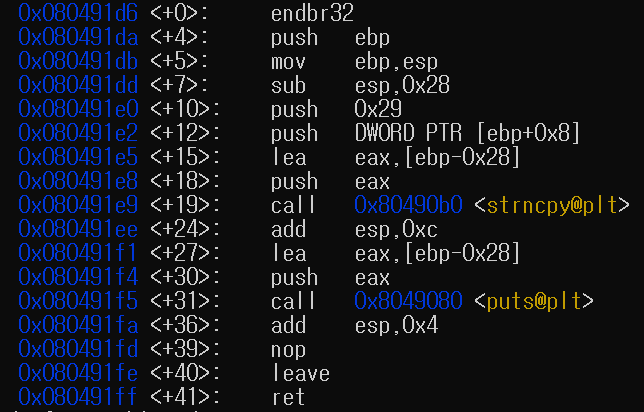 0x080491d6 <+0>: endbr32
0x080491da <+4>: push ebp
0x080491db <+5>: mov ebp,esp
0x080491dd <+7>: sub esp,0x28
0x080491e0 <+10>: push 0x29
0x080491e2 <+12>: push DWORD PTR [ebp+0x8]
0x080491e5 <+15>: lea eax,[ebp-0x28]
0x080491e8 <+18>: push eax
0x080491e9 <+19>: call 0x80490b0 <strncpy@plt>
0x080491ee <+24>: add esp,0xc
0x080491f1 <+27>: lea eax,[ebp-0x28]
0x080491f4 <+30>: push eax
0x080491f5 <+31>: call 0x8049080 <puts@plt>
0x080491fa <+36>: add esp,0x4
0x080491fd <+39>: nop
0x080491fe <+40>: leave
0x080491ff <+41>: ret